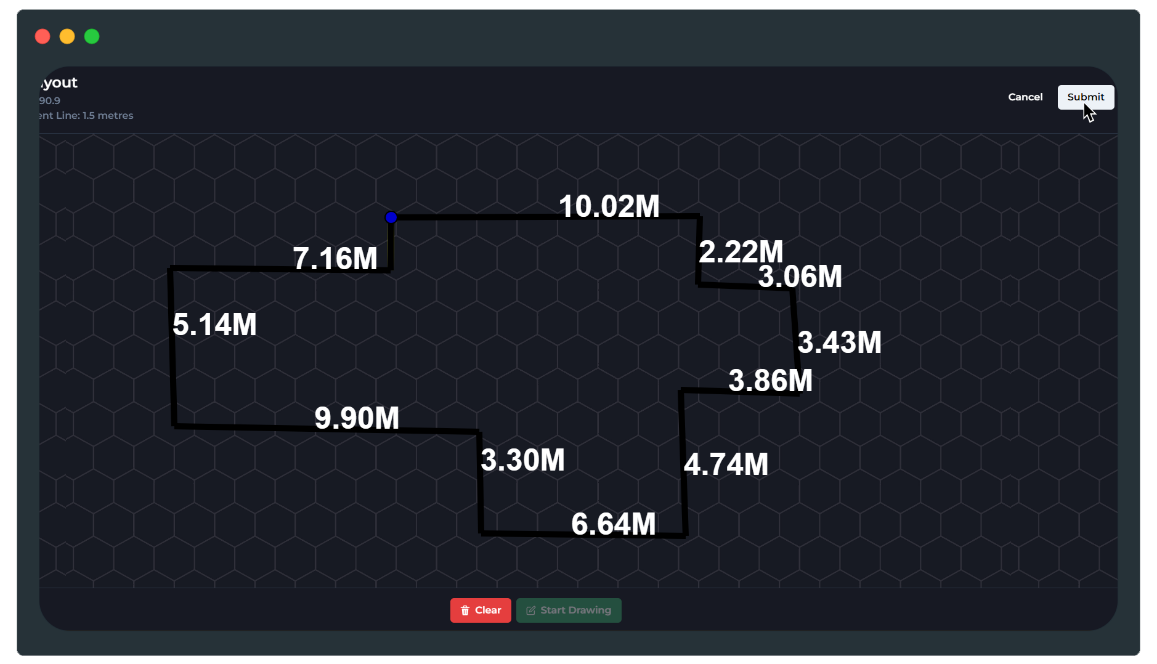 yout
90.9
ent Line: 1.5 metres
Cancel
Submit
10.02M
2.22M
7.16M
3.06M
5.14M
3.43M
3.86M
9.90M
3.30M
4.74M
6.64M
Clear
Start Drawing